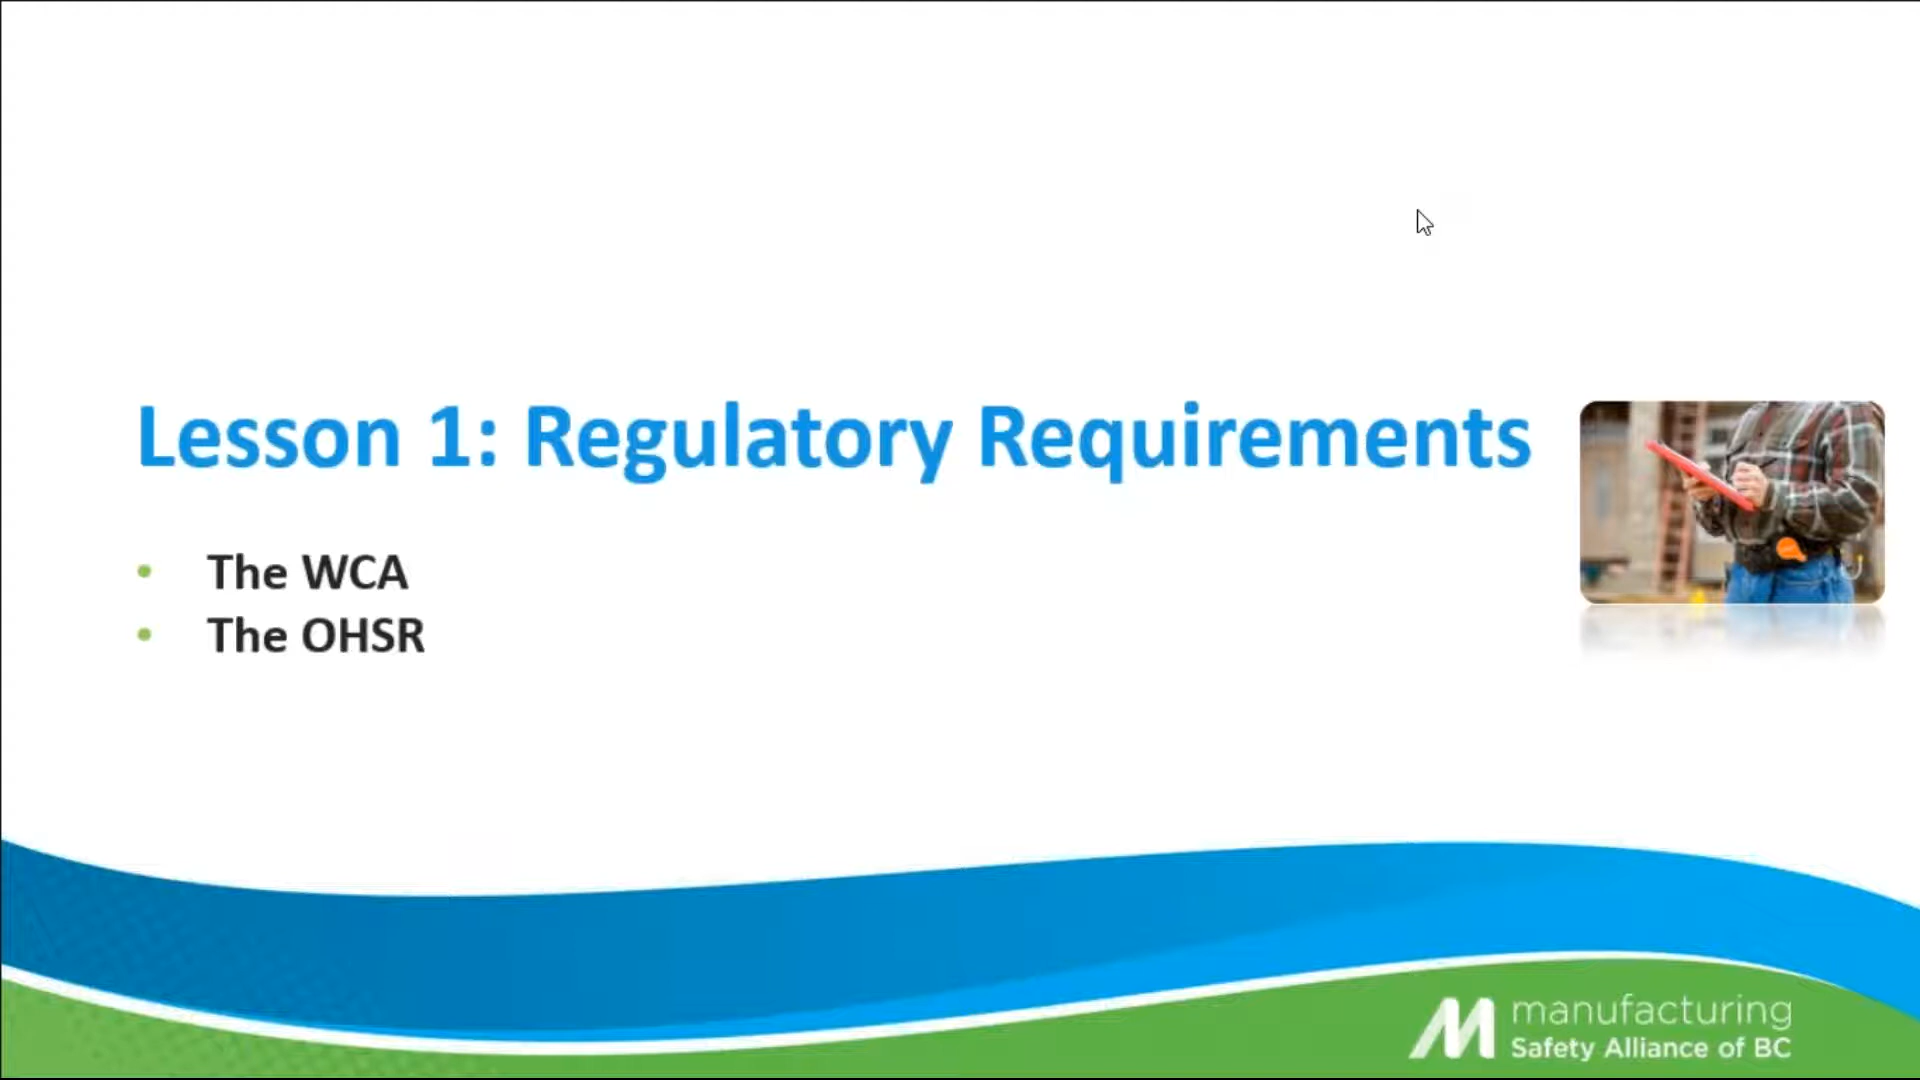 Lesson 1: Regulatory Requirements
• The WCA
• The OHSR
manufacturing
Safety Alliance of BC